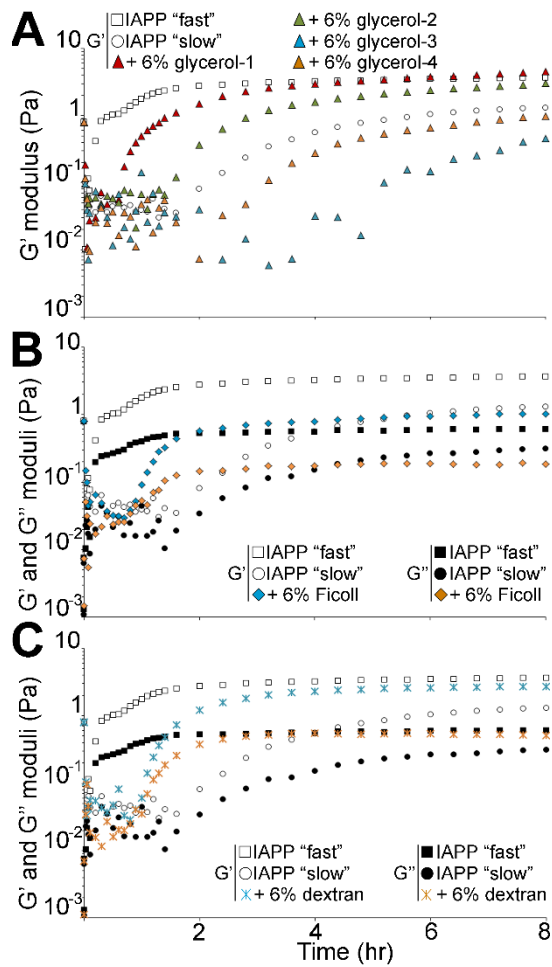 A
G' IAPP "fast"
IAPP "slow"
+ 6% glycerol-1
+ 6% glycerol-2
+ 6% glycerol-3
+ 6% glycerol-4
G' modulus (Pa)
10
1
10-1
10-2
10-3
B
G' and G" moduli (Pa)
10
1
10-1
10-2
10-3
G' IAPP "fast"
IAPP "slow"
+ 6% Ficoll
G" IAPP "fast"
IAPP "slow"
+ 6% Ficoll
C
G' and G" moduli (Pa)
10
1
10-1
10-2
10-3
G' IAPP "fast"
IAPP "slow"
+ 6% dextran
G" IAPP "fast"
IAPP "slow"
+ 6% dextran
2 4 6 8
Time (hr)